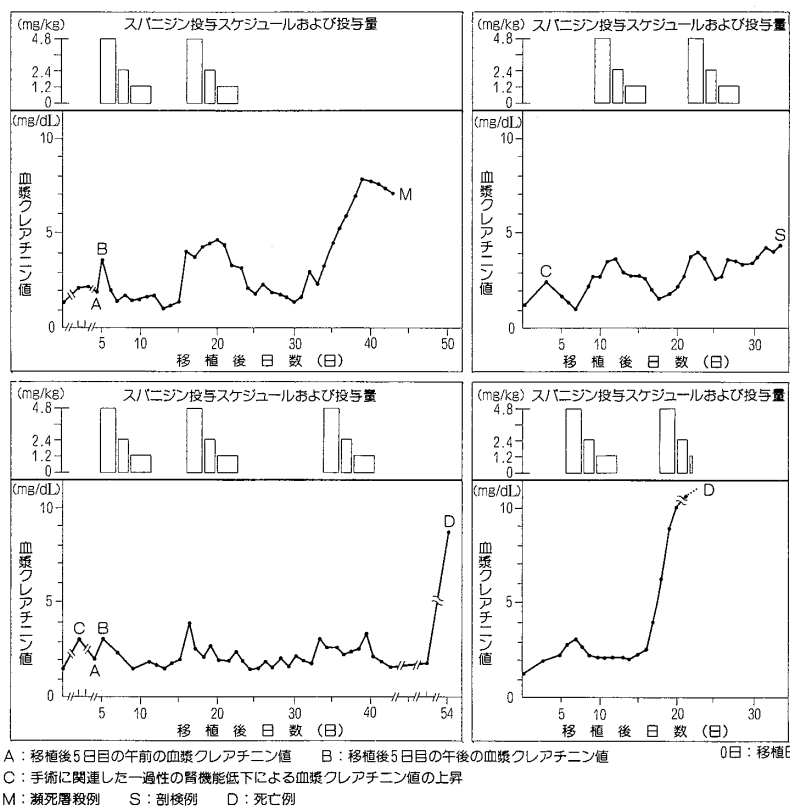 スパニジン投与スケジュールおよび投与量
(mg/kg)
4.8
2.4
1.2
0
(mg/dL)
10
5
0
血漿クレアチニン値
B
A
M
5 10 20 30 40 50
移植後日数(日)
スパニジン投与スケジュールおよび投与量
(mg/kg)
4.8
2.4
1.2
0
(mg/dL)
10
5
0
血漿クレアチニン値
C
S
10 20 30
移植後日数(日)
スパニジン投与スケジュールおよび投与量
(mg/kg)
4.8
2.4
1.2
0
(mg/dL)
10
5
0
血漿クレアチニン値
C
B
A
D
5 10 20 30 40 54
移植後日数(日)
スパニジン投与スケジュールおよび投与量
(mg/kg)
4.8
2.4
1.2
0
(mg/dL)
10
5
0
血漿クレアチニン値
D
10 20 30
移植後日数(日)
A:移植後5日目の午前の血漿クレアチニン値 B:移植後5日目の午後の血漿クレアチニン値 0日:移植日
C:手術に関連した一過性の腎機能低下による血漿クレアチニン値の上昇
M:瀕死屠殺例 S:剖検例 D:死亡例